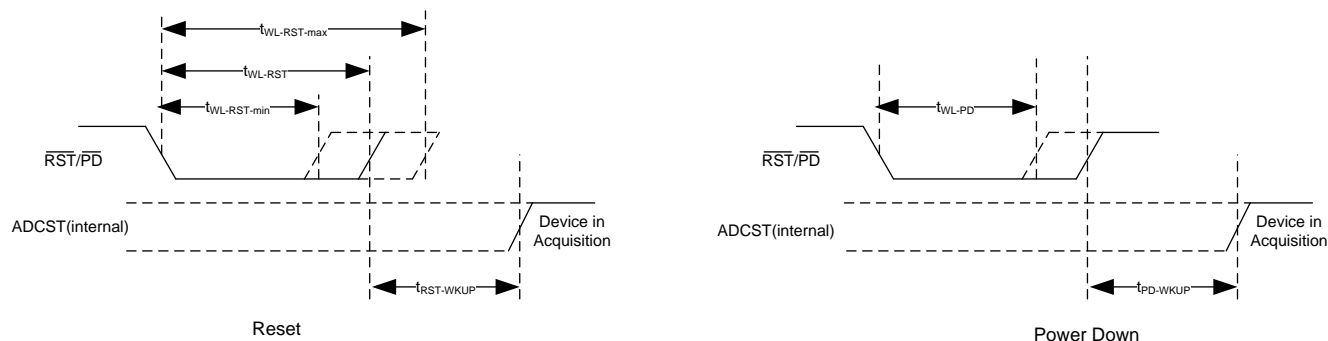 tWL-RST-max
tWL-RST
tWL-RST-min
RST/PD
ADCST(internal)
Device in
Acquisition
tRST-WKUP
Reset
tWL-PD
RST/PD
ADCST(internal)
Device in
Acquisition
tPD-WKUP
Power Down